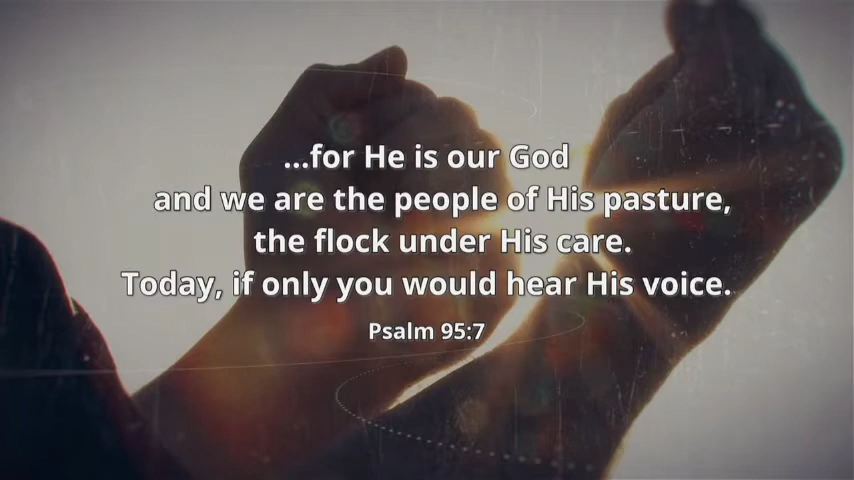 ...for He is our God
and we are the people of His pasture,
the flock under His care.
Today, if only you would hear His voice.
Psalm 95:7